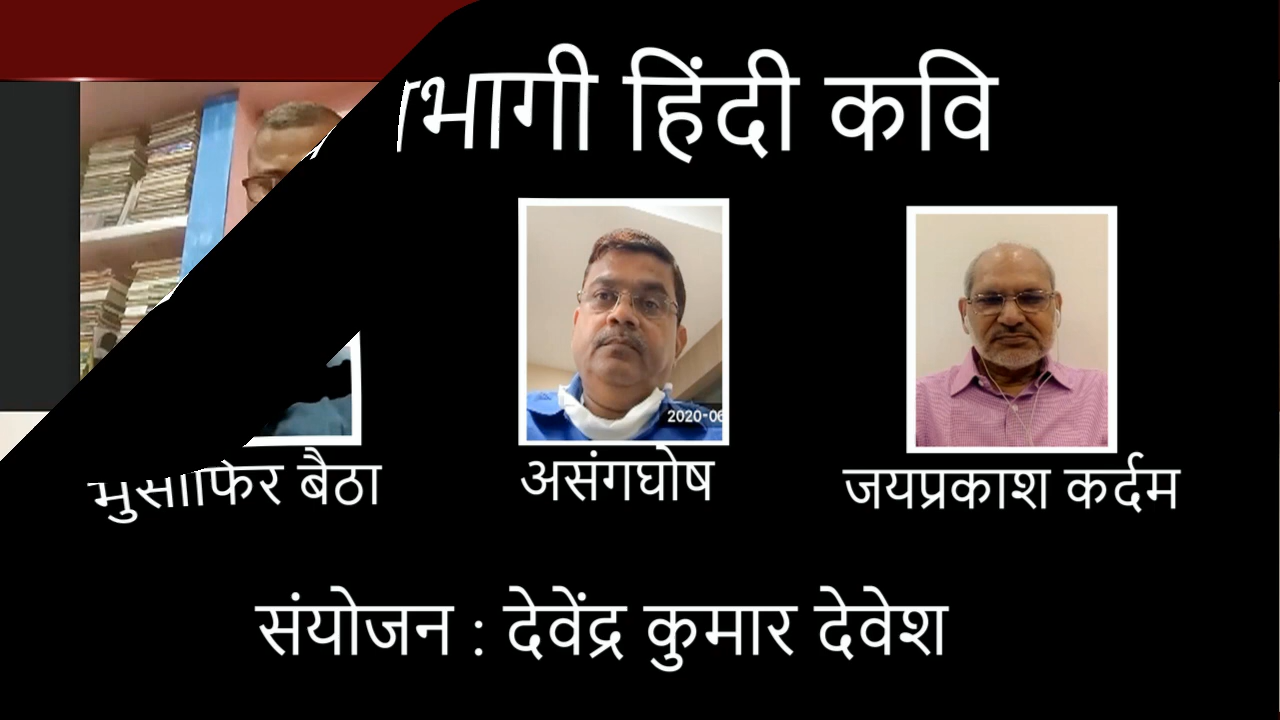 हिंदी कवि
2020-06
मुसाफिर बैठा
असंगघोष
जयप्रकाश कर्दम
संयोजन : देवेंद्र कुमार देवेश